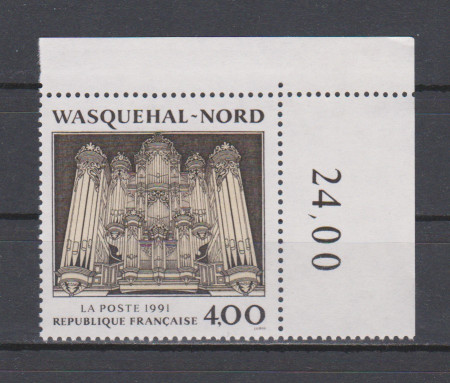 WASQUEHAL~NORD
LA POSTE 1991
REPUBLIQUE FRANÇAISE 4,00
24,00